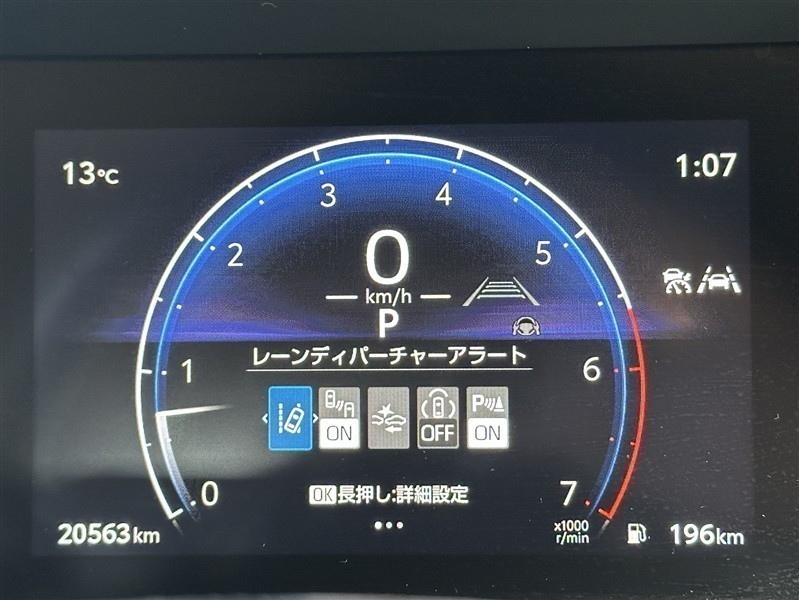 13℃
1:07
3
4
2
5
0
km/h
P
レーンディパーチャーアラート
1
6
A
P
ON
OFF
ON
0
OK長押し:詳細設定
7
20563km
x1000
r/min
196km